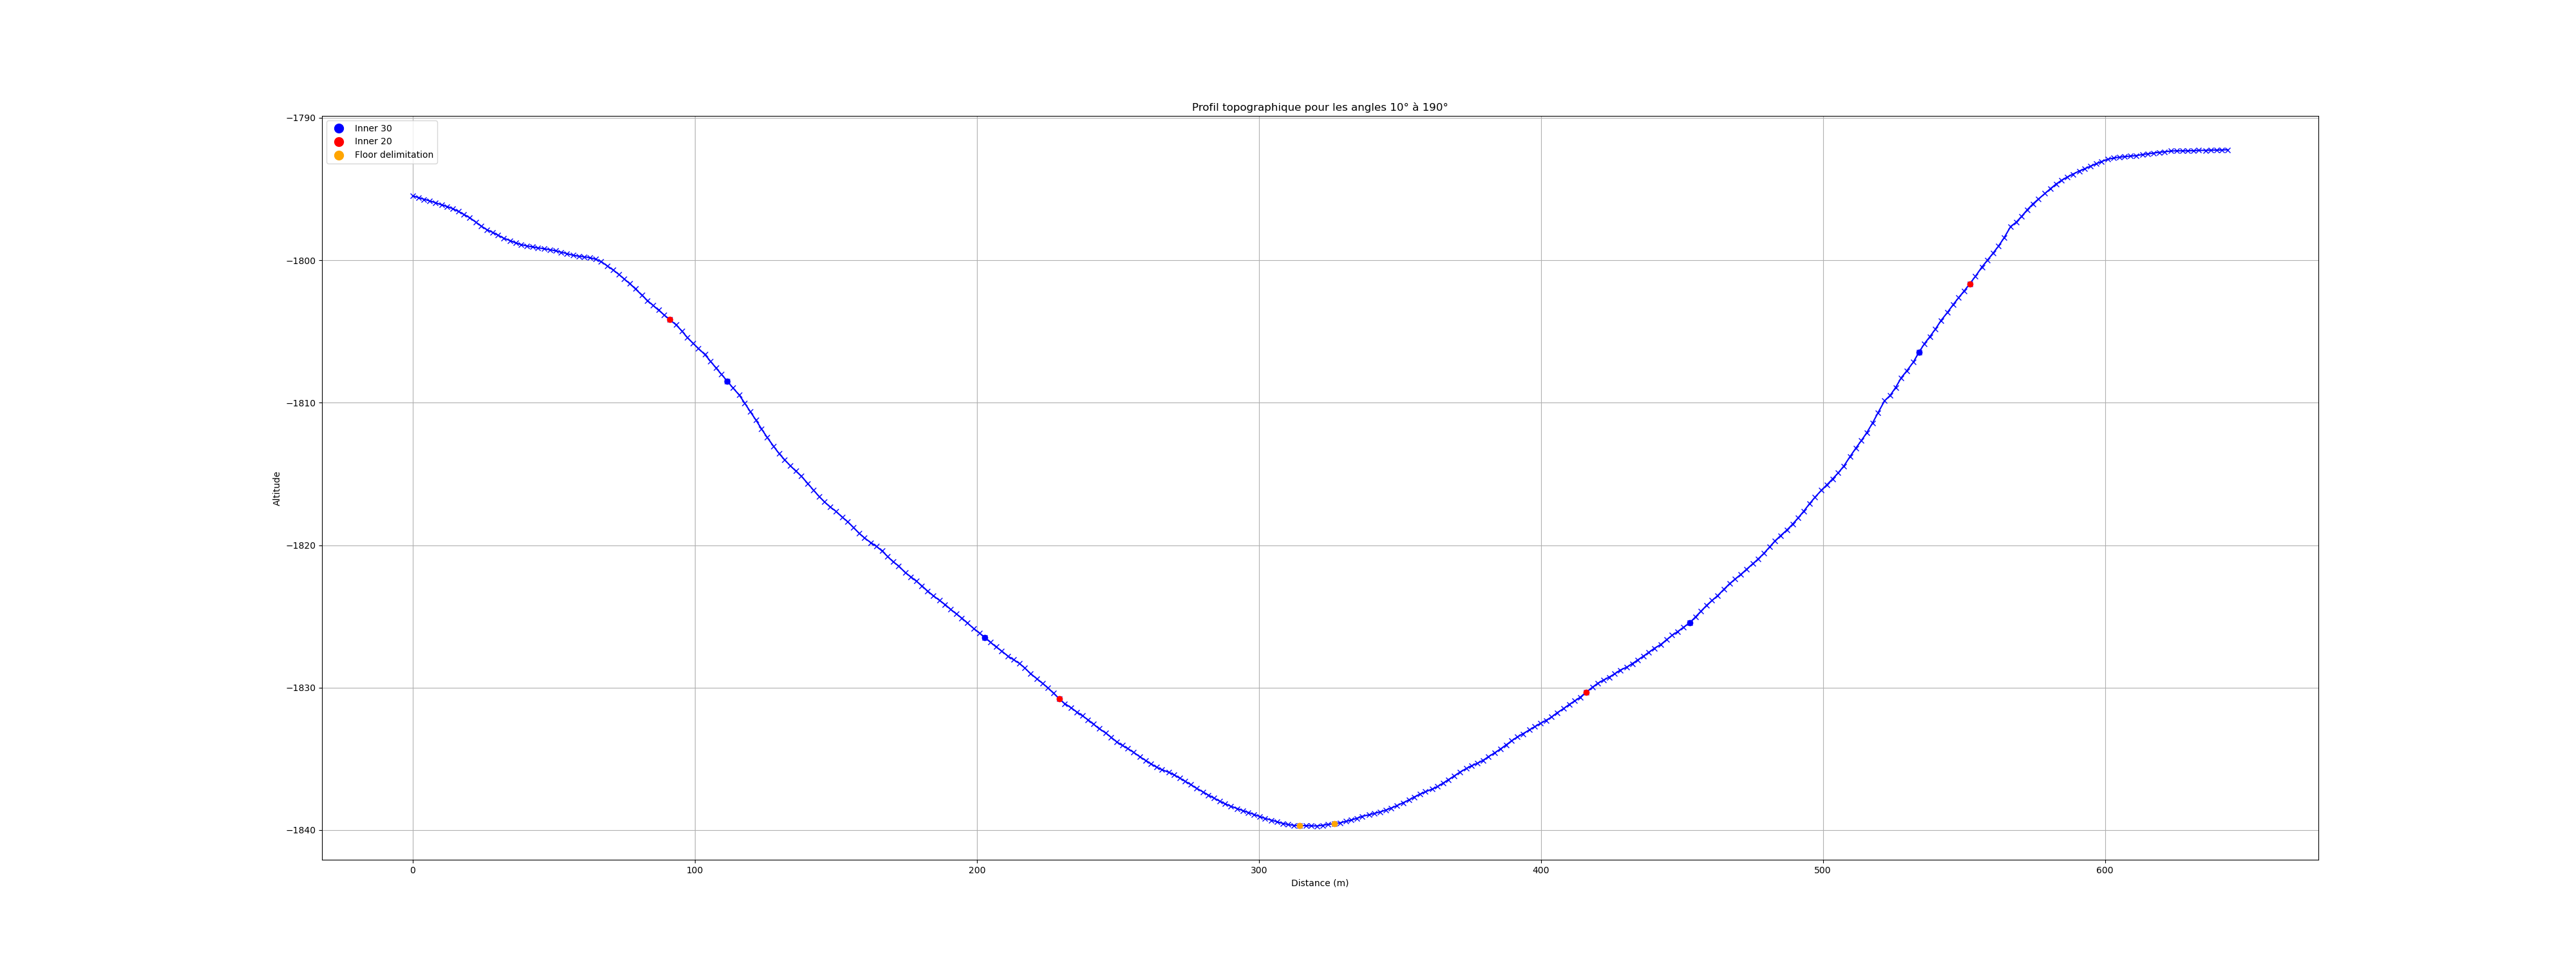 Profil topographique pour les angles 10° à 190°
Inner 30
Inner 20
Floor delimitation
Altitude
−1790
−1800
−1810
−1820
−1830
−1840
0 100 200 300 400 500 600
Distance (m)